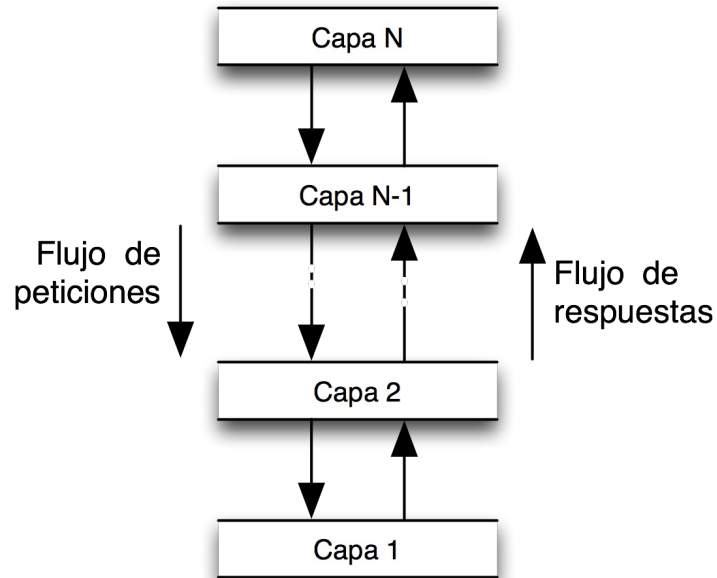 Capa N
Capa N-1
Flujo de
peticiones
Flujo de
respuestas
Capa 2
Capa 1